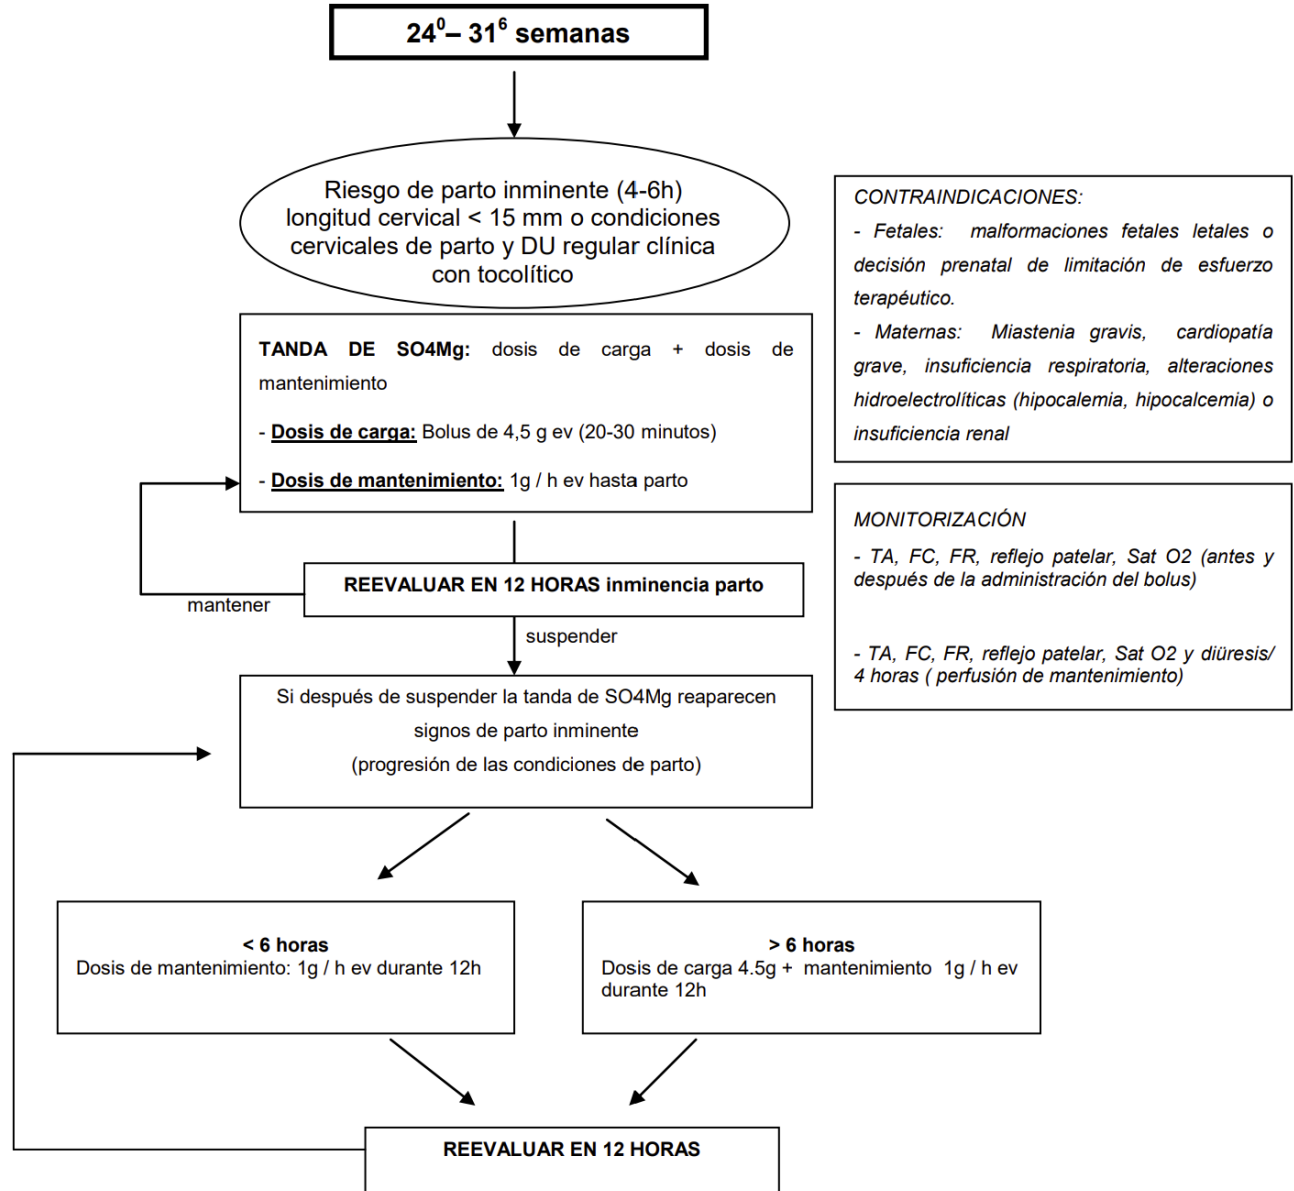 24⁰– 31⁶ semanas
Riesgo de parto inminente (4-6h)
longitud cervical < 15 mm o condiciones
cervicales de parto y DU regular clínica
con tocolítico
TANDA DE SO4Mg: dosis de carga + dosis de
mantenimiento
- Dosis de carga: Bolus de 4,5 g ev (20-30 minutos)
- Dosis de mantenimiento: 1g / h ev hasta parto
CONTRAINDICACIONES:
- Fetales: malformaciones fetales letales o
decisión prenatal de limitación de esfuerzo
terapéutico.
- Maternas: Miastenia gravis, cardiopatía
grave, insuficiencia respiratoria, alteraciones
hidroelectrolíticas (hipocalemia, hipocalcemia) o
insuficiencia renal
MONITORIZACIÓN
- TA, FC, FR, reflejo patelar, Sat O2 (antes y
después de la administración del bolus)
- TA, FC, FR, reflejo patelar, Sat O2 y diüresis/
4 horas ( perfusión de mantenimiento)
REEVALUAR EN 12 HORAS inminencia parto
mantener
suspender
Si después de suspender la tanda de SO4Mg reaparecen
signos de parto inminente
(progresión de las condiciones de parto)
< 6 horas
Dosis de mantenimiento: 1g / h ev durante 12h
> 6 horas
Dosis de carga 4.5g + mantenimiento 1g / h ev
durante 12h
REEVALUAR EN 12 HORAS